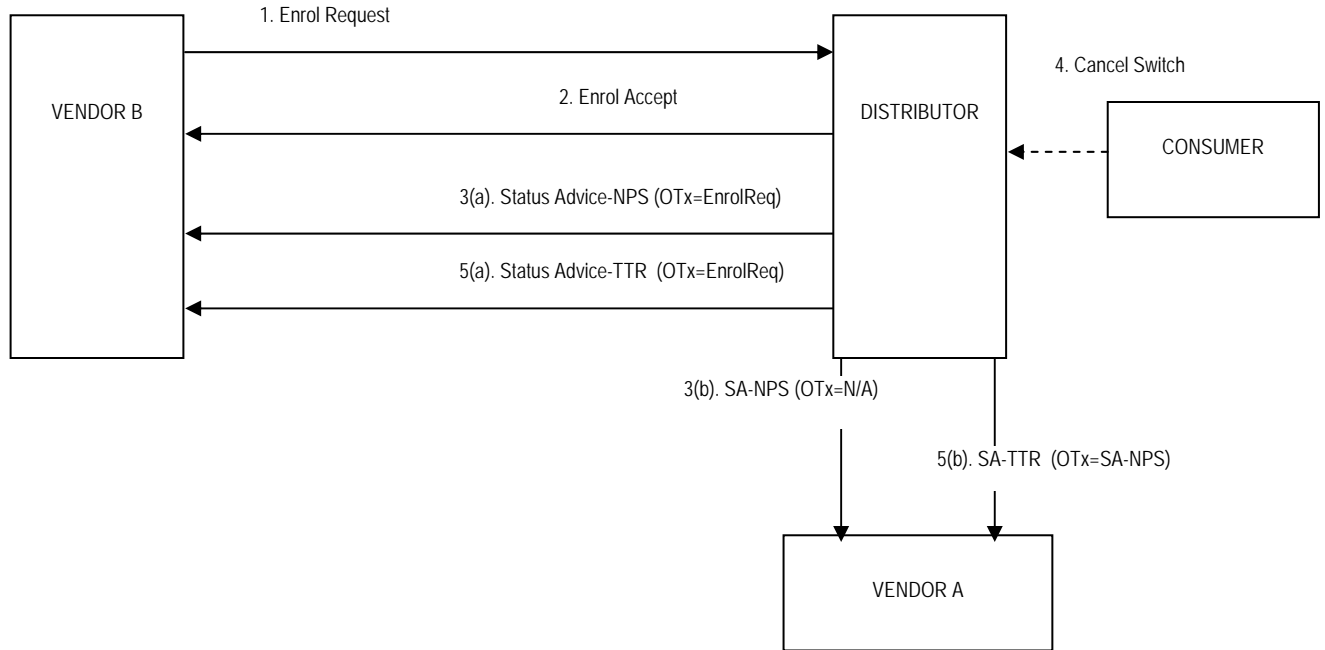 1. Enrol Request
4. Cancel Switch
2. Enrol Accept
VENDOR B
DISTRIBUTOR
CONSUMER
3(a). Status Advice-NPS (OTx=EnrolReq)
5(a). Status Advice-TTR (OTx=EnrolReq)
3(b). SA-NPS (OTx=N/A)
5(b). SA-TTR (OTx=SA-NPS)
VENDOR A